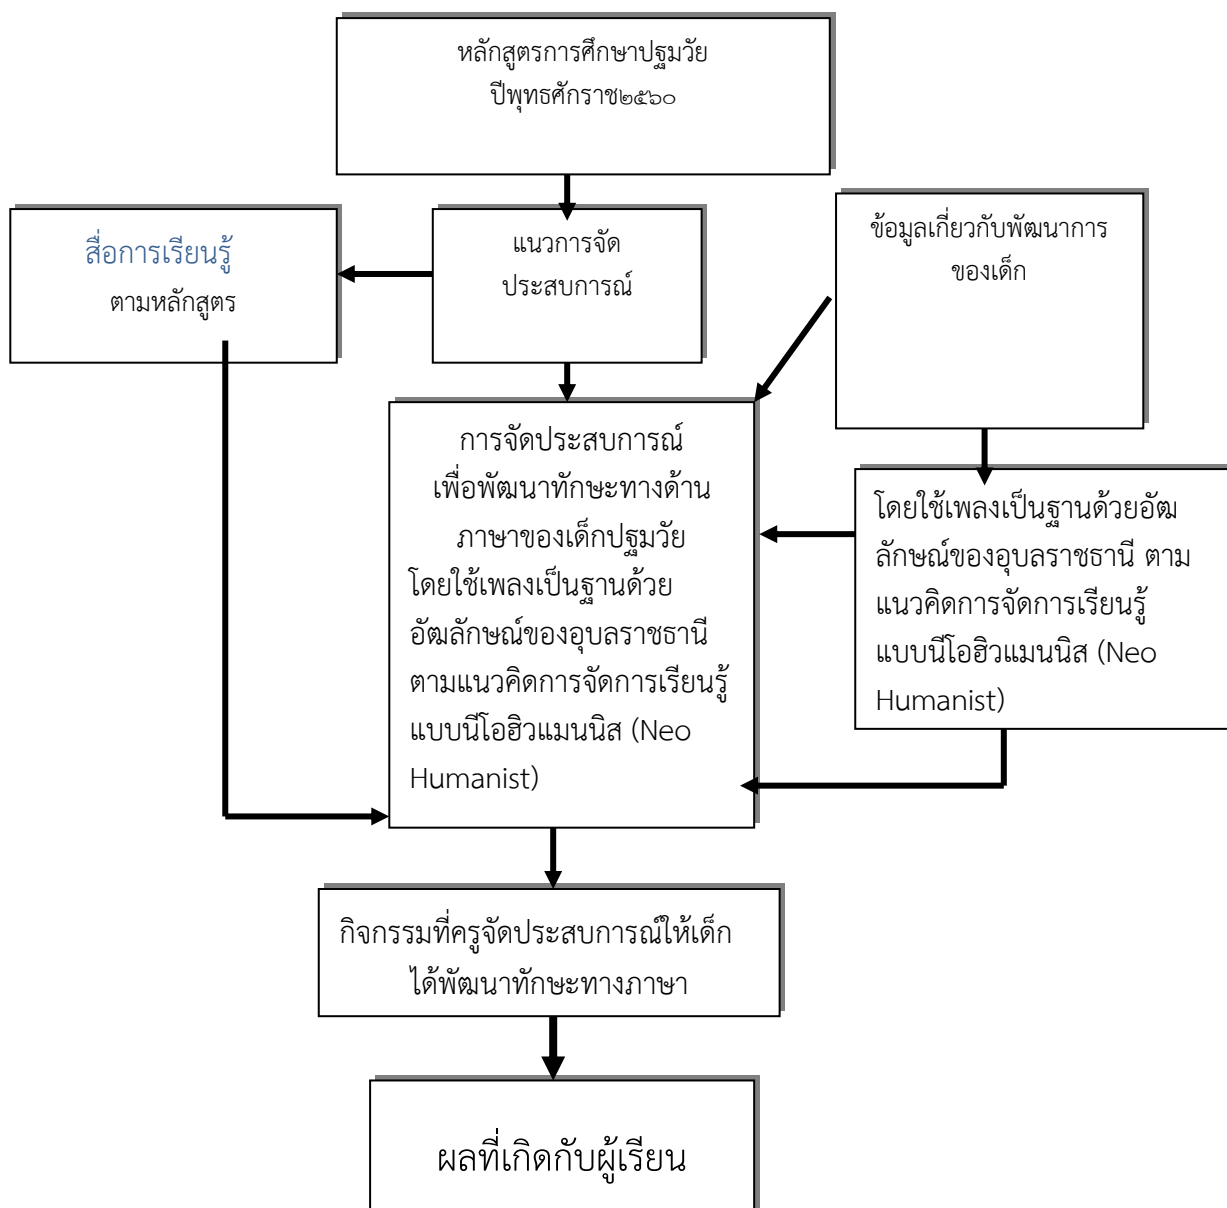 หลักสูตรการศึกษาปฐมวัย
ปีพุทธศักราช๒๕๖๐
สื่อการเรียนรู้
ตามหลักสูตร
แนวการจัด
ประสบการณ์
ข้อมูลเกี่ยวกับพัฒนาการ
ของเด็ก
การจัดประสบการณ์
เพื่อพัฒนาทักษะทางด้าน
ภาษาของเด็กปฐมวัย
โดยใช้เพลงเป็นฐานด้วย
อัฒลักษณ์ของอุบลราชธานี
ตามแนวคิดการจัดการเรียนรู้
แบบนีโอฮิวแมนนิส (Neo
Humanist)
โดยใช้เพลงเป็นฐานด้วยอัฒ
ลักษณ์ของอุบลราชธานี ตาม
แนวคิดการจัดการเรียนรู้
แบบนีโอฮิวแมนนิส (Neo
Humanist)
กิจกรรมที่ครูจัดประสบการณ์ให้เด็ก
ได้พัฒนาทักษะทางภาษา
ผลที่เกิดกับผู้เรียน